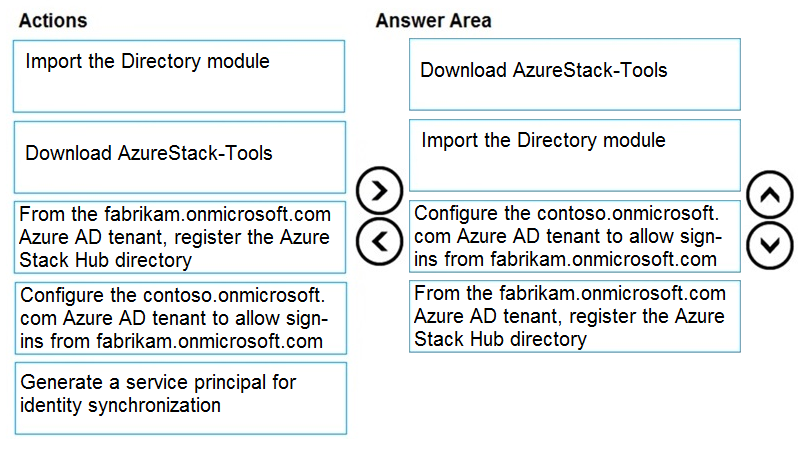 Actions
Import the Directory module
Download AzureStack-Tools
From the fabrikam.onmicrosoft.com
Azure AD tenant, register the Azure
Stack Hub directory
Configure the contoso.onmicrosoft.
com Azure AD tenant to allow sign-
ins from fabrikam.onmicrosoft.com
Generate a service principal for
identity synchronization
Answer Area
Download AzureStack-Tools
Import the Directory module
Configure the contoso.onmicrosoft.
com Azure AD tenant to allow sign-
ins from fabrikam.onmicrosoft.com
From the fabrikam.onmicrosoft.com
Azure AD tenant, register the Azure
Stack Hub directory